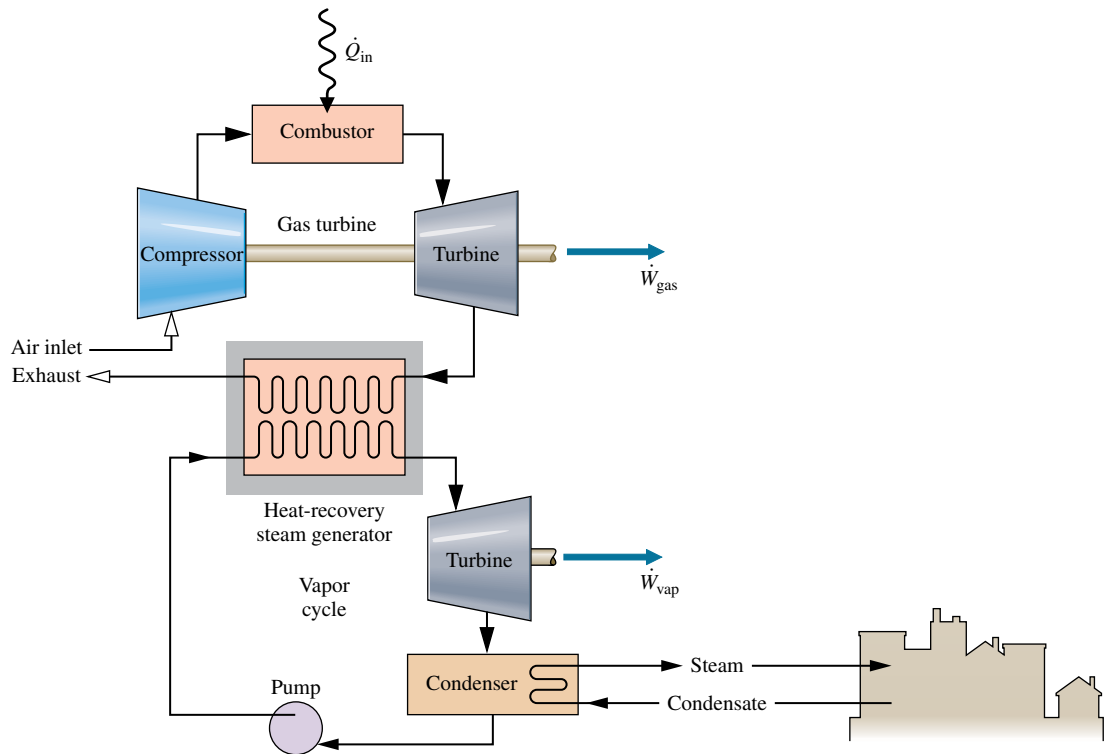 Q̇in
Combustor
Gas turbine
Compressor
Turbine
Ẇgas
Air inlet
Exhaust
Heat-recovery
steam generator
Turbine
Ẇvap
Vapor
cycle
Steam
Condenser
Condensate
Pump